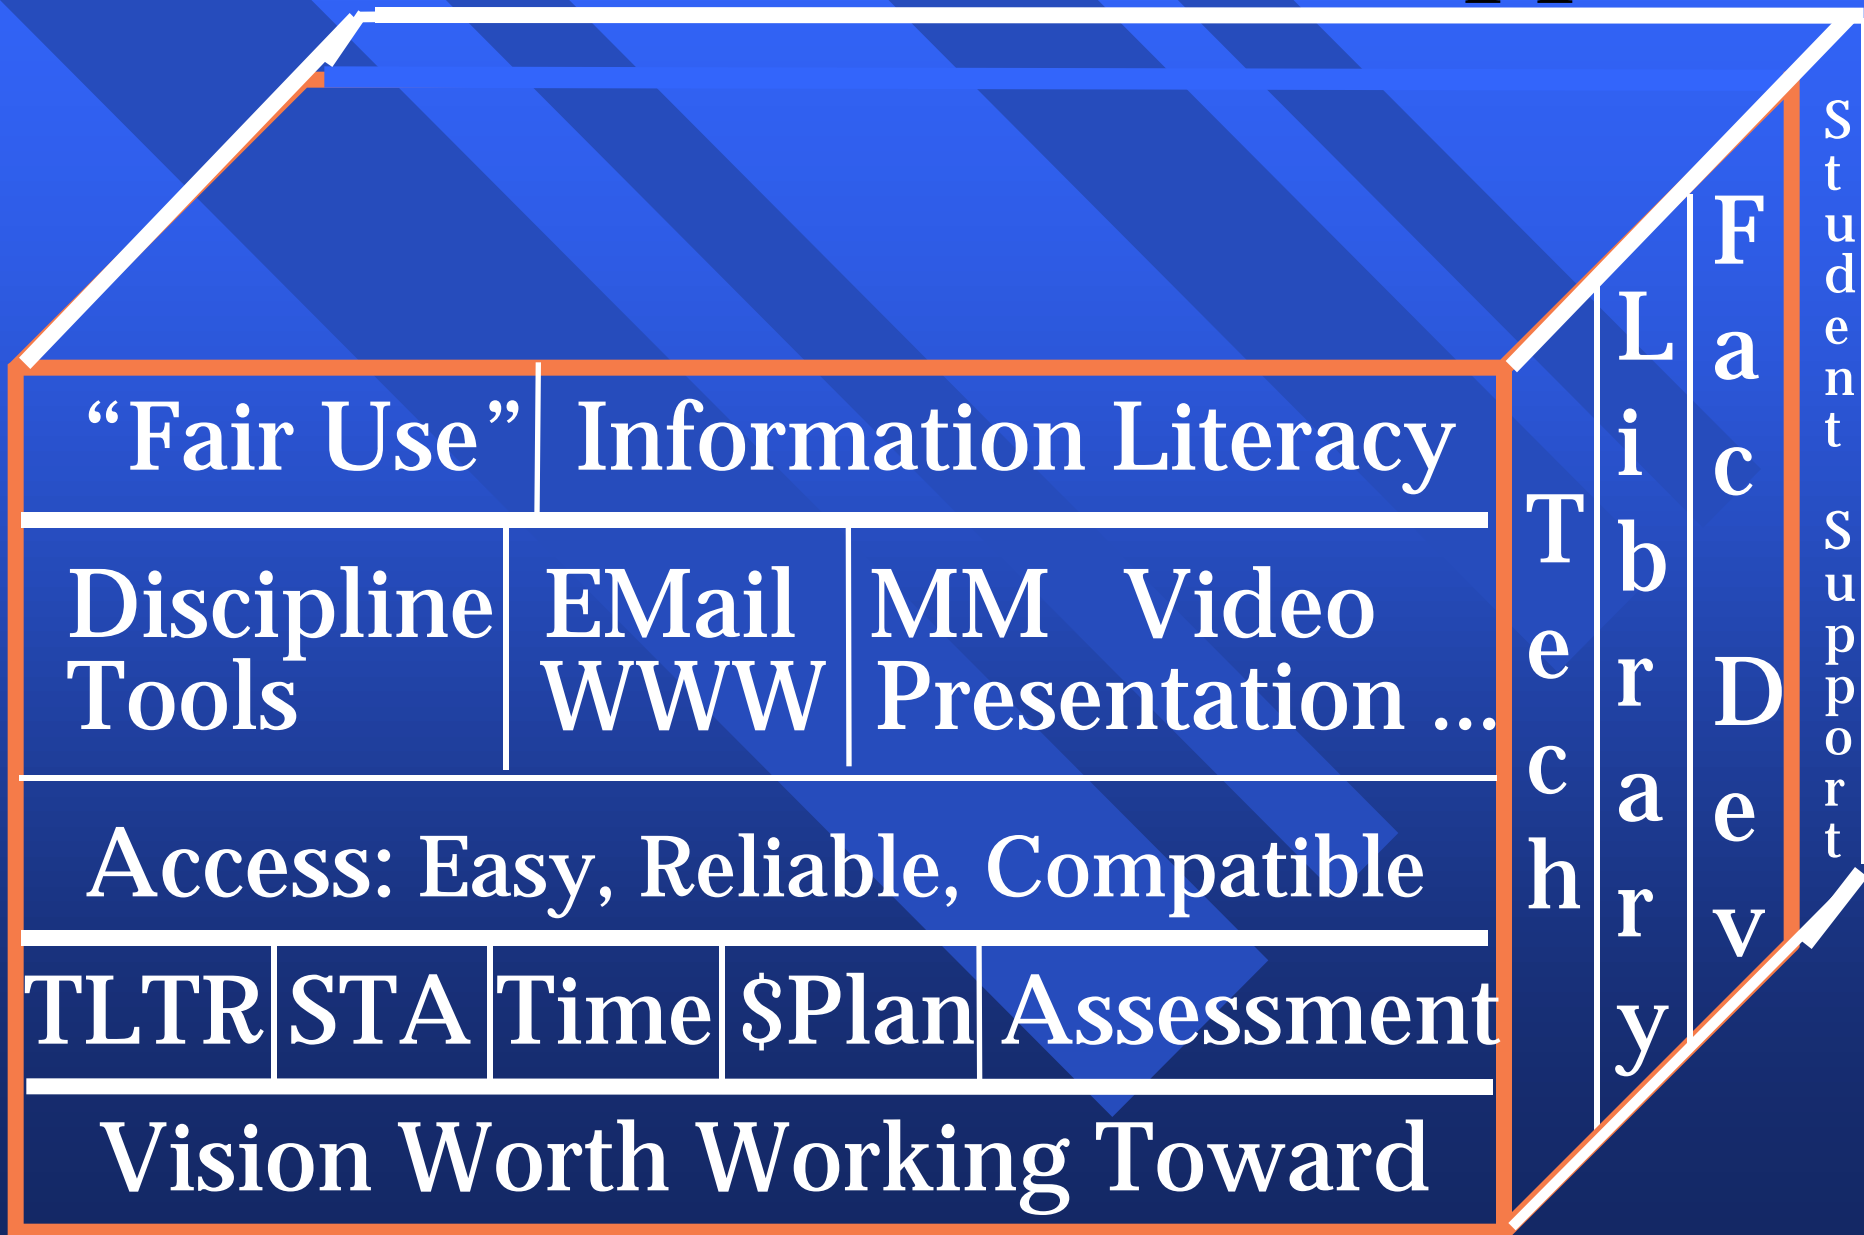 “Fair Use” Information Literacy
Discipline Tools
EMail WWW
MM Video
Presentation ...
Access: Easy, Reliable, Compatible
TLTR STA Time $Plan Assessment
Vision Worth Working Toward
Tech
Library
Fac Dev
Student Support